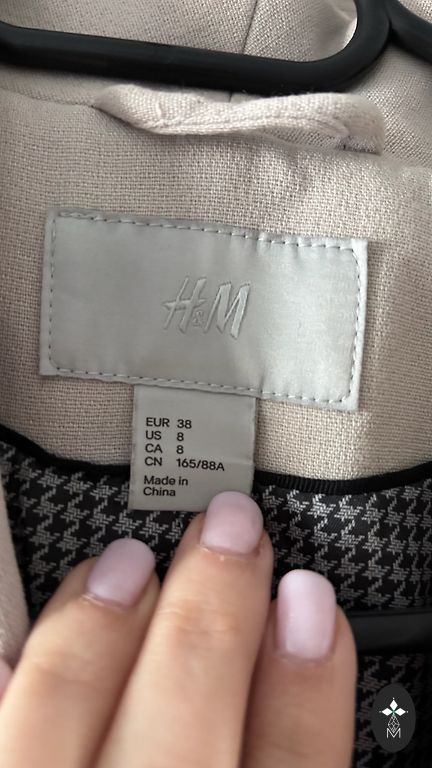 H&M
EUR 38
US 8
CA 8
CN 165/88A
Made in
China
M